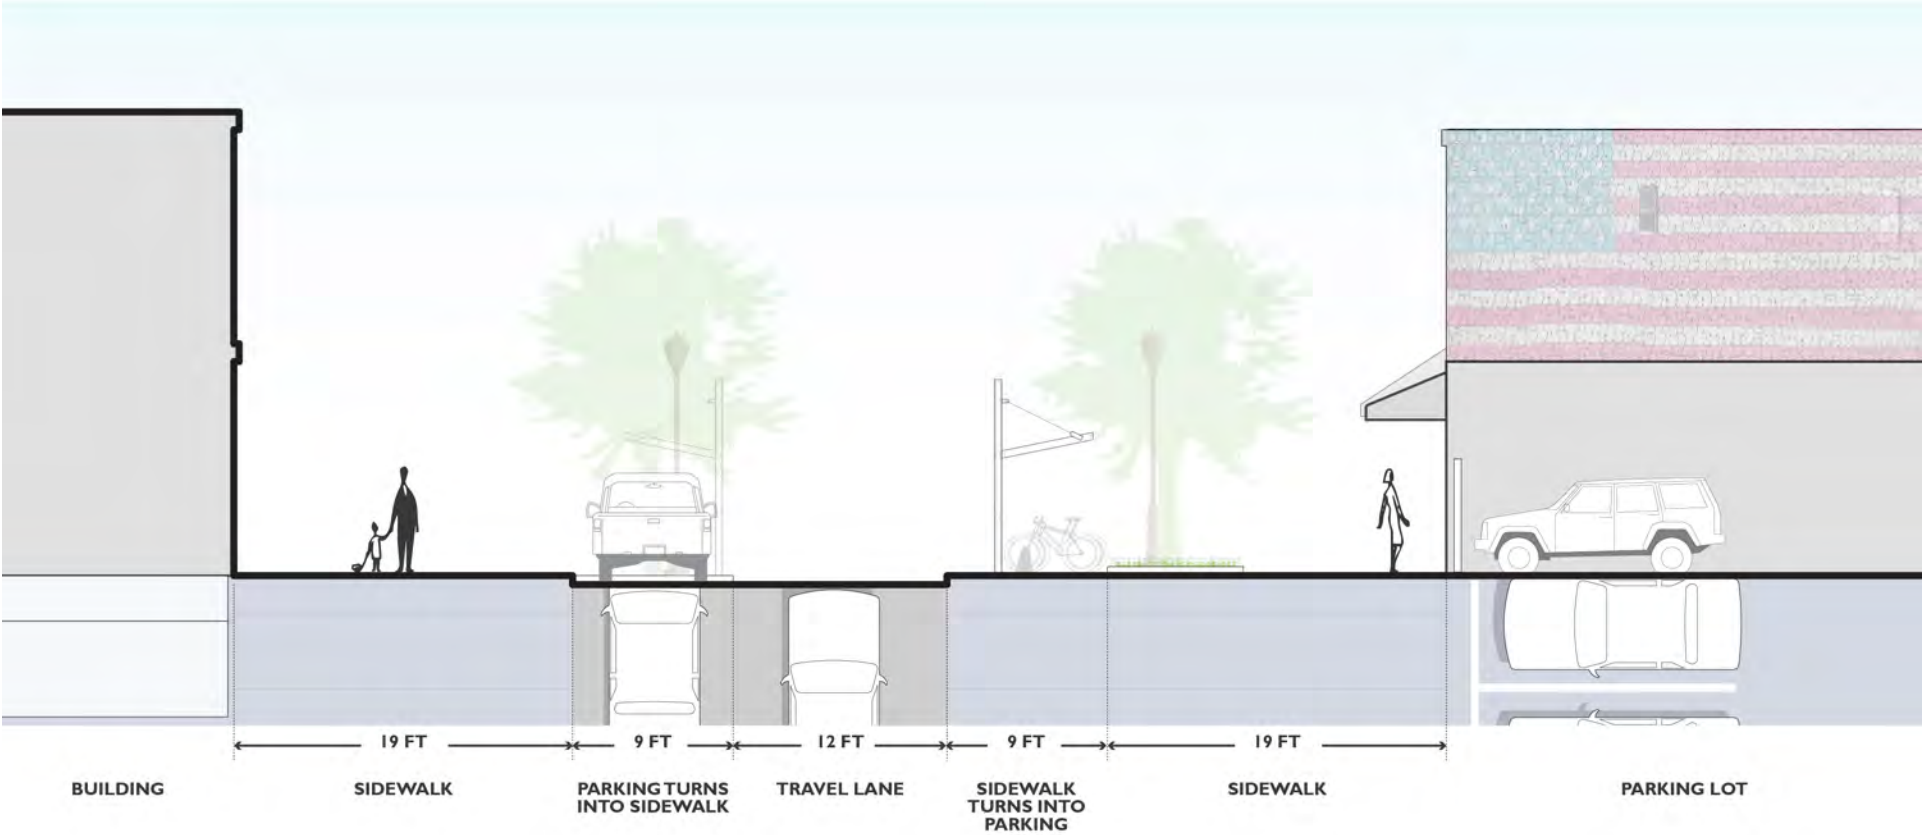 19 FT
9 FT
12 FT
9 FT
19 FT
BUILDING
SIDEWALK
PARKING TURNS
INTO SIDEWALK
TRAVEL LANE
SIDEWALK
TURNS INTO
PARKING
SIDEWALK
PARKING LOT